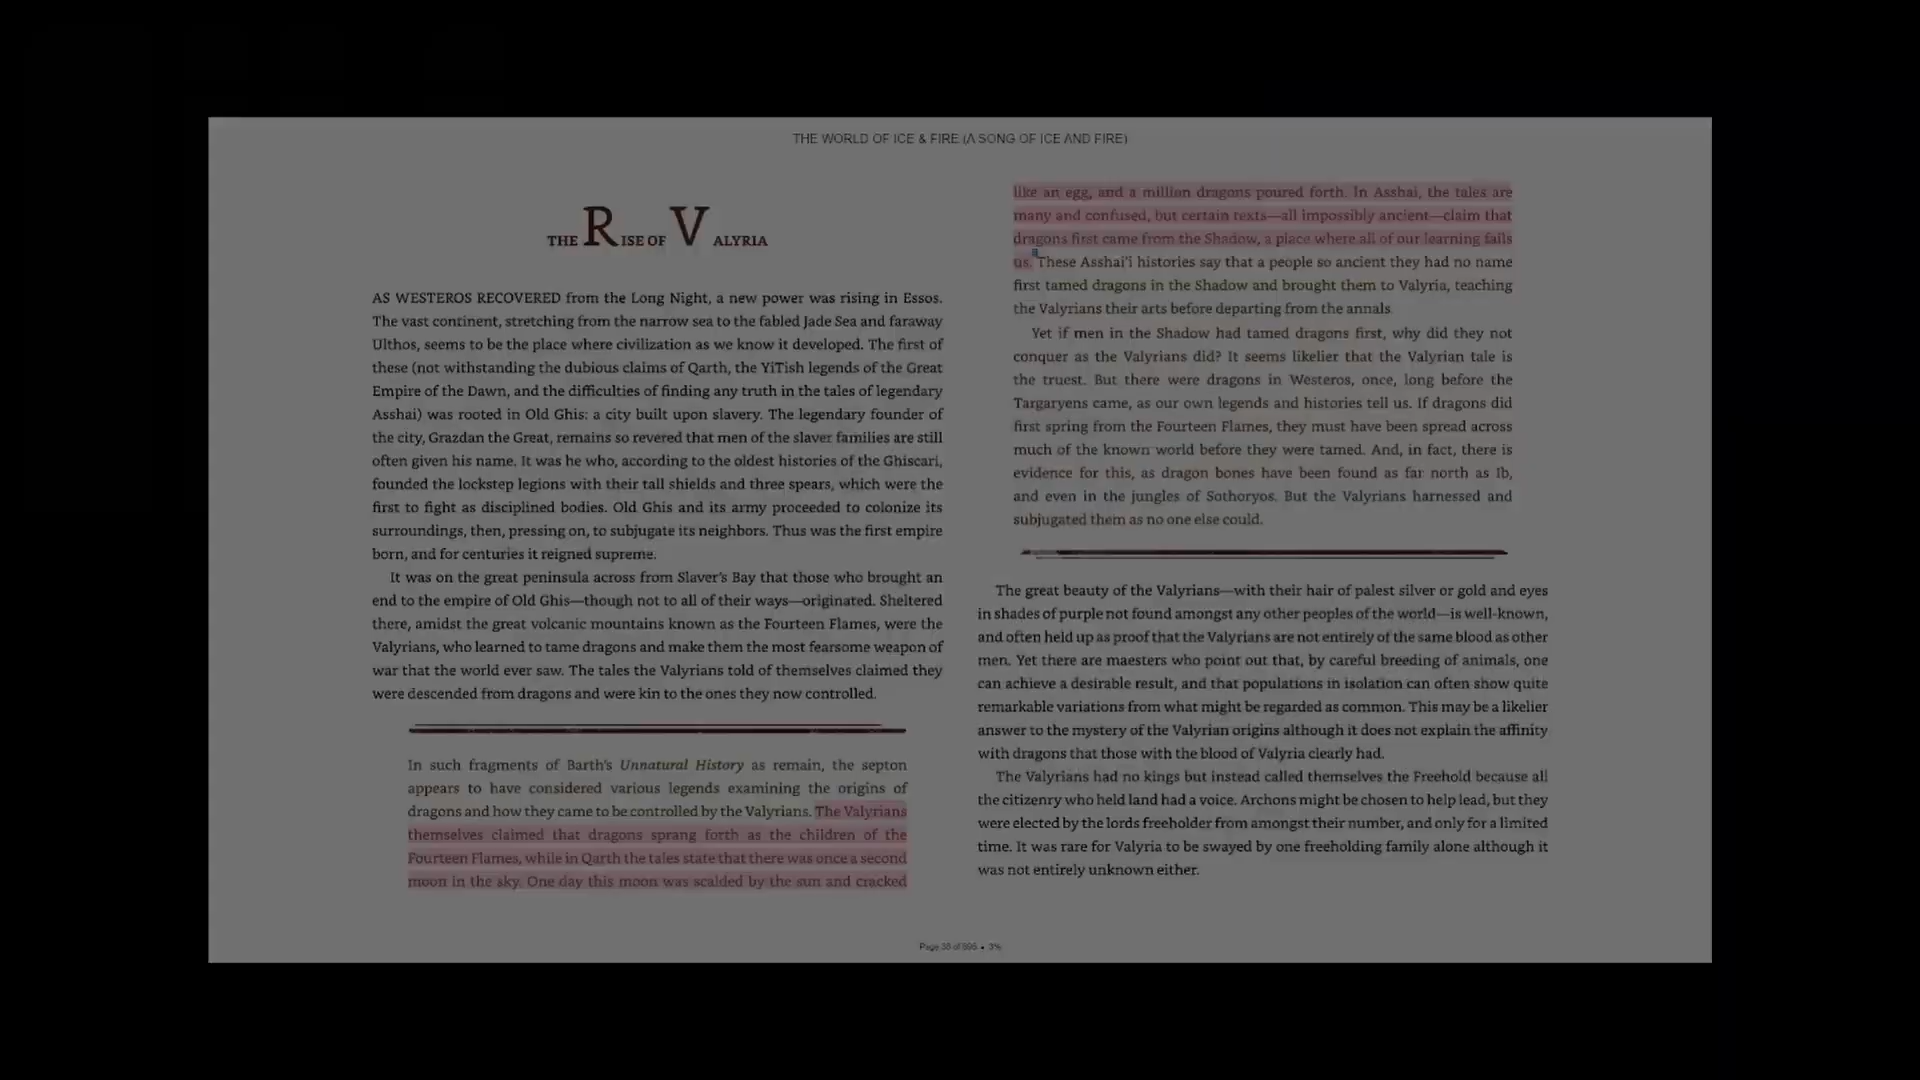 THE WORLD OF ICE & FIRE (A SONG OF ICE AND FIRE)
THE RISE OF VALYRIA
AS WESTEROS RECOVERED from the Long Night, a new power was rising in Essos.
The vast continent, stretching from the narrow sea to the fabled Jade Sea and faraway
Ulthos, seems to be the place where civilization as we know it developed. The first of
these (not withstanding the dubious claims of Qarth, the YiTish legends of the Great
Empire of the Dawn, and the difficulties of finding any truth in the tales of legendary
Asshai) was rooted in Old Ghis: a city built upon slavery. The legendary founder of
the city, Grazdan the Great, remains so revered that men of the slaver families are still
often given his name. It was he who, according to the oldest histories of the Ghiscari,
founded the lockstep legions with their tall shields and three spears, which were the
first to fight as disciplined bodies. Old Ghis and its army proceeded to colonize its
surroundings, then, pressing on, to subjugate its neighbors. Thus was the first empire
born, and for centuries it reigned supreme.
It was on the great peninsula across from Slaver's Bay that those who brought an
end to the empire of Old Ghis—though not to all of their ways—originated. Sheltered
there, amidst the great volcanic mountains known as the Fourteen Flames, were the
Valyrians, who learned to tame dragons and make them the most fearsome weapon of
war that the world ever saw. The tales the Valyrians told of themselves claimed they
were descended from dragons and were kin to the ones they now controlled.
In such fragments of Barth's Unnatural History as remain, the septon
appears to have considered various legends examining the origins of
dragons and how they came to be controlled by the Valyrians. The Valyrians
themselves claimed that dragons sprang forth as the children of the
Fourteen Flames, while in Qarth the tales state that there was once a second
moon in the sky. One day this moon was scalded by the sun and cracked
like an egg, and a million dragons poured forth. In Asshai, the tales are
many and confused, but certain texts—all impossibly ancient—claim that
dragons first came from the Shadow, a place where all of our learning fails
us. These Asshai'i histories say that a people so ancient they had no name
first tamed dragons in the Shadow and brought them to Valyria, teaching
the Valyrians their arts before departing from the annals.
Yet if men in the Shadow had tamed dragons first, why did they not
conquer as the Valyrians did? It seems likelier that the Valyrian tale is
the truest. But there were dragons in Westeros, once, long before the
Targaryens came, as our own legends and histories tell us. If dragons did
first spring from the Fourteen Flames, they must have been spread across
much of the known world before they were tamed. And, in fact, there is
evidence for this, as dragon bones have been found as far north as Ib,
and even in the jungles of Sothoryos. But the Valyrians harnessed and
subjugated them as no one else could.
The great beauty of the Valyrians—with their hair of palest silver or gold and eyes
in shades of purple not found amongst any other peoples of the world—is well-known,
and often held up as proof that the Valyrians are not entirely of the same blood as other
men. Yet there are maesters who point out that, by careful breeding of animals, one
can achieve a desirable result, and that populations in isolation can often show quite
remarkable variations from what might be regarded as common. This may be a likelier
answer to the mystery of the Valyrian origins although it does not explain the affinity
with dragons that those with the blood of Valyria clearly had.
The Valyrians had no kings but instead called themselves the Freehold because all
the citizenry who held land had a voice. Archons might be chosen to help lead, but they
were elected by the lords freeholder from amongst their number, and only for a limited
time. It was rare for Valyria to be swayed by one freeholding family alone although it
was not entirely unknown either.
Page 38 of • 3%